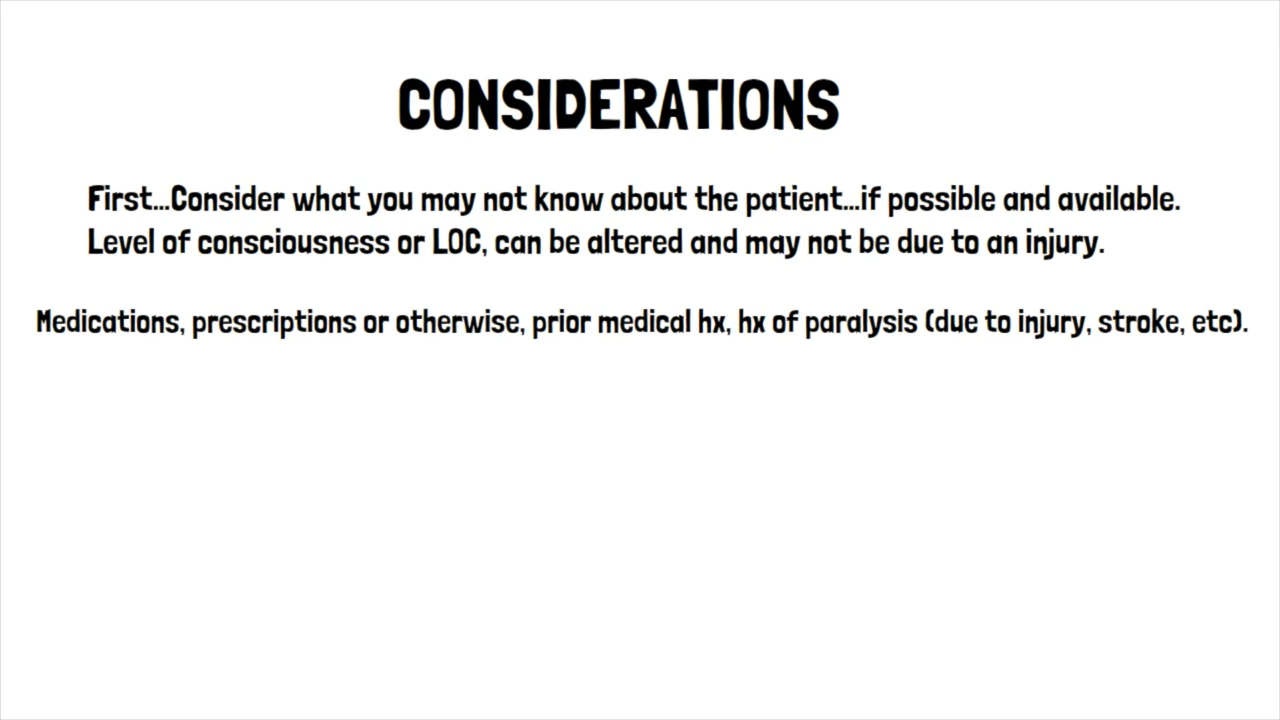 CONSIDERATIONS
First...Consider what you may not know about the patient...if possible and available.
Level of consciousness or LOC, can be altered and may not be due to an injury.
Medications, prescriptions or otherwise, prior medical hx, hx of paralysis (due to injury, stroke, etc).